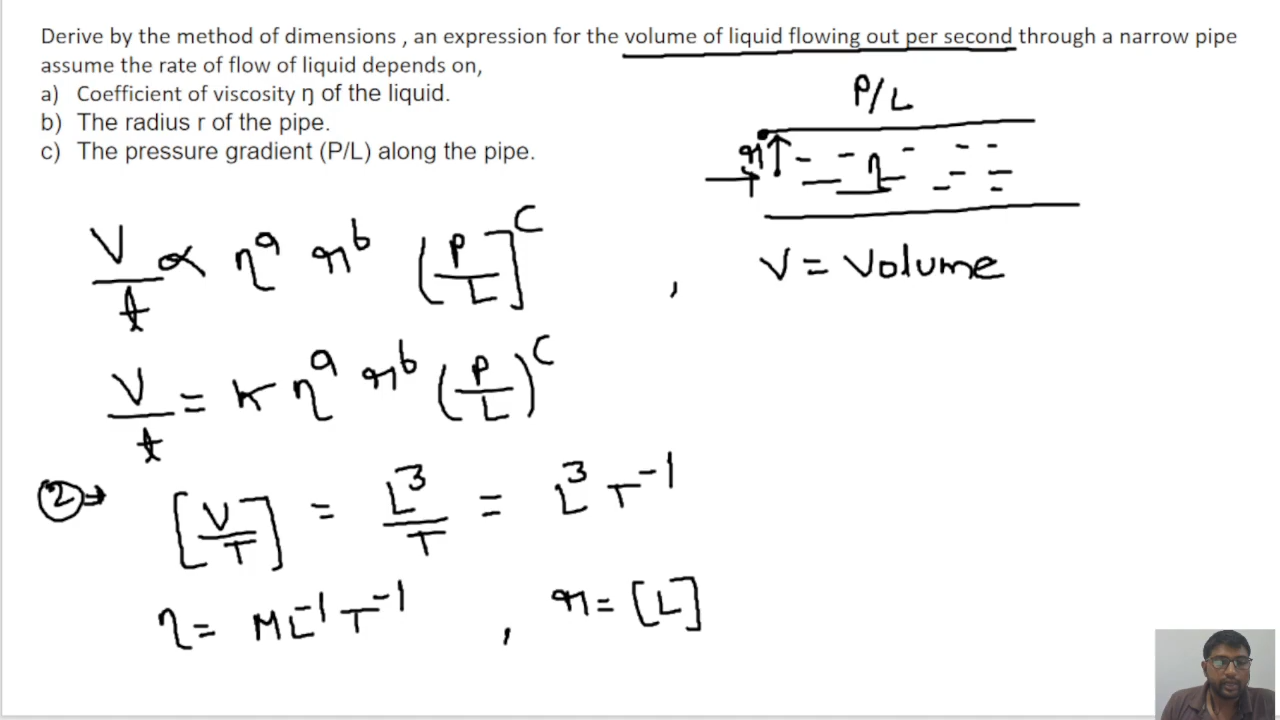 Derive by the method of dimensions , an expression for the volume of liquid flowing out per second through a narrow pipe
assume the rate of flow of liquid depends on,
a) Coefficient of viscosity ŋ of the liquid.
b) The radius r of the pipe.
c) The pressure gradient (P/L) along the pipe.
P/L
r
η
V = Volume
V/t ∝ η^a r^b (P/L]^c ,
V/t = K η^a r^b (P/L)^c
② → [V/T] = L³/T = L³ T⁻¹
η = M L⁻¹ T⁻¹ , r = [L]